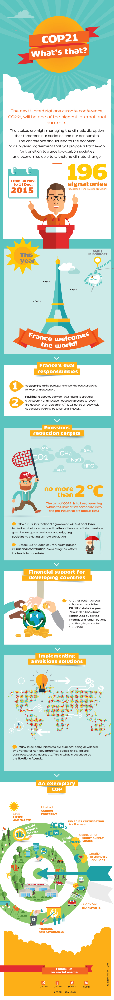 COP21
What's that?
The next United Nations climate conference,
COP21, will be one of the biggest international
summits.
The stakes are high: managing the climatic disruption
that threatens our societies and our economies.
The conference should lead to the adoption
of a universal agreement that will provide a framework
for transition towards low-carbon societies
and economies able to withstand climate change.
From 30 Nov.
to 11 Dec.
2015
196
signatories
(195 states + the European Union)
This
year
PARIS
LE BOURGET
PARIS
France welcomes
the world!
France's dual
responsibilities
1
Welcoming all the participants under the best conditions
for work and discussion.
2
Facilitating debates between countries and ensuring
a transparent and inclusive negotiation process to favour
the adoption of an agreement. This will not be an easy task,
as decisions can only be taken unanimously.
Emissions
reduction targets
NF3
CO2
CH4
SF6
N2O
HFC
PFC
no more
than 2°C
The aim of COP21 is to keep warming
within the limit of 2°C compared with
the pre-industrial era (about 1850)
The future international agreement will first of all have
to deal in a balanced way with attenuation - i.e. efforts to reduce
greenhouse gas emissions - and adapting
societies to existing climate disruption.
Before COP21, each country must publish
its national contribution, presenting the efforts
it intends to undertake.
Financial support for
developing countries
$
Another essential goal
in Paris is to mobilise
100 billion dollars a year
(about 78 billion euros)
contributed by states,
international organisations
and the private sector
from 2020.
Implementing
ambitious solutions
Many large-scale initiatives are currently being developed
by a variety of non-governmental bodies: cities, regions,
businesses, associations, etc. This is what is described as
the Solutions Agenda.
An exemplary
COP
Less
LITTER
AND WASTE
Limited
CARBON
FOOTPRINT
REUSE
REDUCE
RECYCLE
3Rs
CO2
CO2
ISO 20121 CERTIFICATION
for the event
made
in... here
Selection of
SHORT SUPPLY
CHAINS
Creation
of ACTIVITY
and JOBS
PARIS-LE BOURGET
Optimized
TRANSPORTS
TRAINING
and AWARENESS
Follow us
on social media
COP21fr
COP21fr
@COP21
COP21
#COP21 #Paris2015